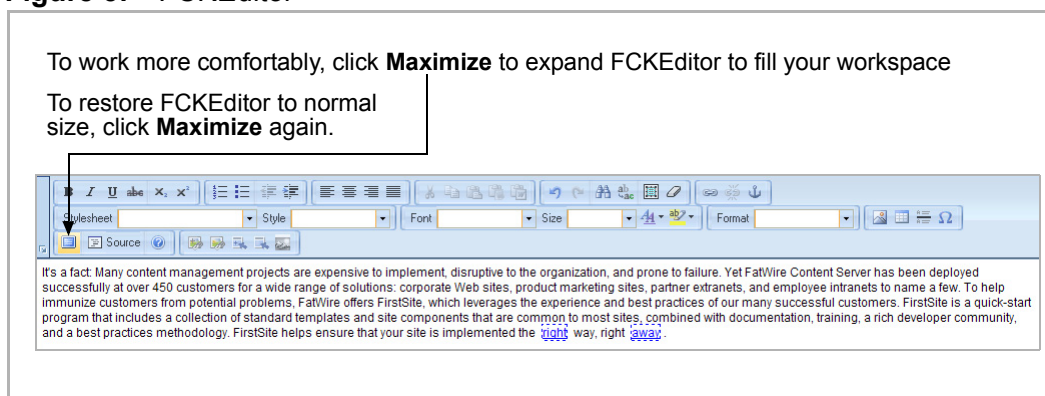 To work more comfortably, click Maximize to expand FCKEditor to fill your workspace
To restore FCKEditor to normal
size, click Maximize again.
B I U abc X₂ X²
Stylesheet Style Font Size Format
Source
It's a fact: Many content management projects are expensive to implement, disruptive to the organization, and prone to failure. Yet FatWire Content Server has been deployed
successfully at over 450 customers for a wide range of solutions: corporate Web sites, product marketing sites, partner extranets, and employee intranets to name a few. To help
immunize customers from potential problems, FatWire offers FirstSite, which leverages the experience and best practices of our many successful customers. FirstSite is a quick-start
program that includes a collection of standard templates and site components that are common to most sites, combined with documentation, training, a rich developer community,
and a best practices methodology. FirstSite helps ensure that your site is implemented the right way, right away.